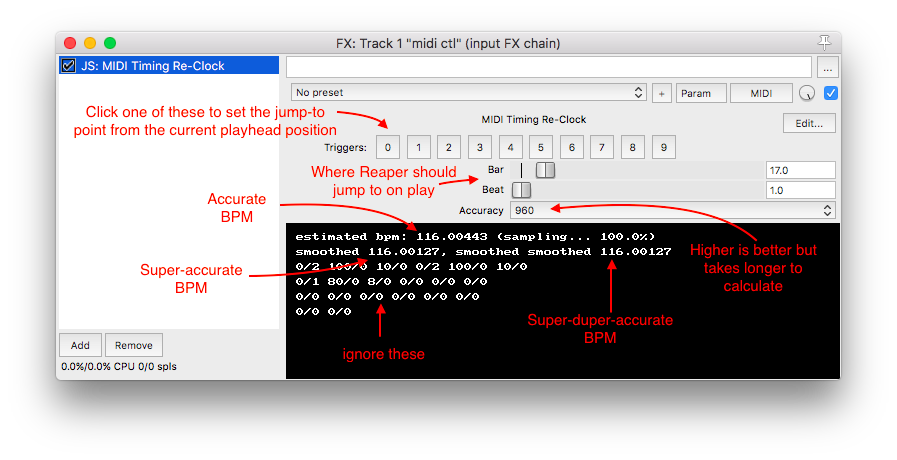 FX: Track 1 "midi ctl" (input FX chain)
JS: MIDI Timing Re-Clock
...
No preset
+
Param
MIDI
Click one of these to set the jump-to
point from the current playhead position
MIDI Timing Re-Clock
Edit...
Triggers: 0 1 2 3 4 5 6 7 8 9
Where Reaper should
jump to on play
Bar 17.0
Beat 1.0
Accuracy 960
Accurate
BPM
estimated bpm: 116.00443 (sampling... 100.0%)
smoothed 116.00127, smoothed smoothed 116.00127
0/2 100/0 10/0 0/2 100/0 10/0
0/1 80/0 8/0 0/0 0/0 0/0
0/0 0/0 0/0 0/0 0/0 0/0
0/0 0/0
Super-accurate
BPM
Higher is better but
takes longer to
calculate
Super-duper-accurate
BPM
ignore these
Add
Remove
0.0%/0.0% CPU 0/0 spls